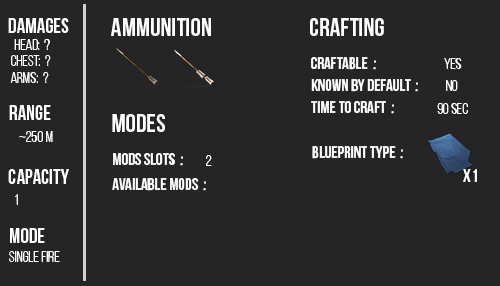 DAMAGES
HEAD: ?
CHEST: ?
ARMS: ?
RANGE
~250 M
CAPACITY
1
MODE
SINGLE FIRE
AMMUNITION
MODES
MODS SLOTS : 2
AVAILABLE MODS :
CRAFTING
CRAFTABLE : YES
KNOWN BY DEFAULT : NO
TIME TO CRAFT : 90 SEC
BLUEPRINT TYPE :
X1